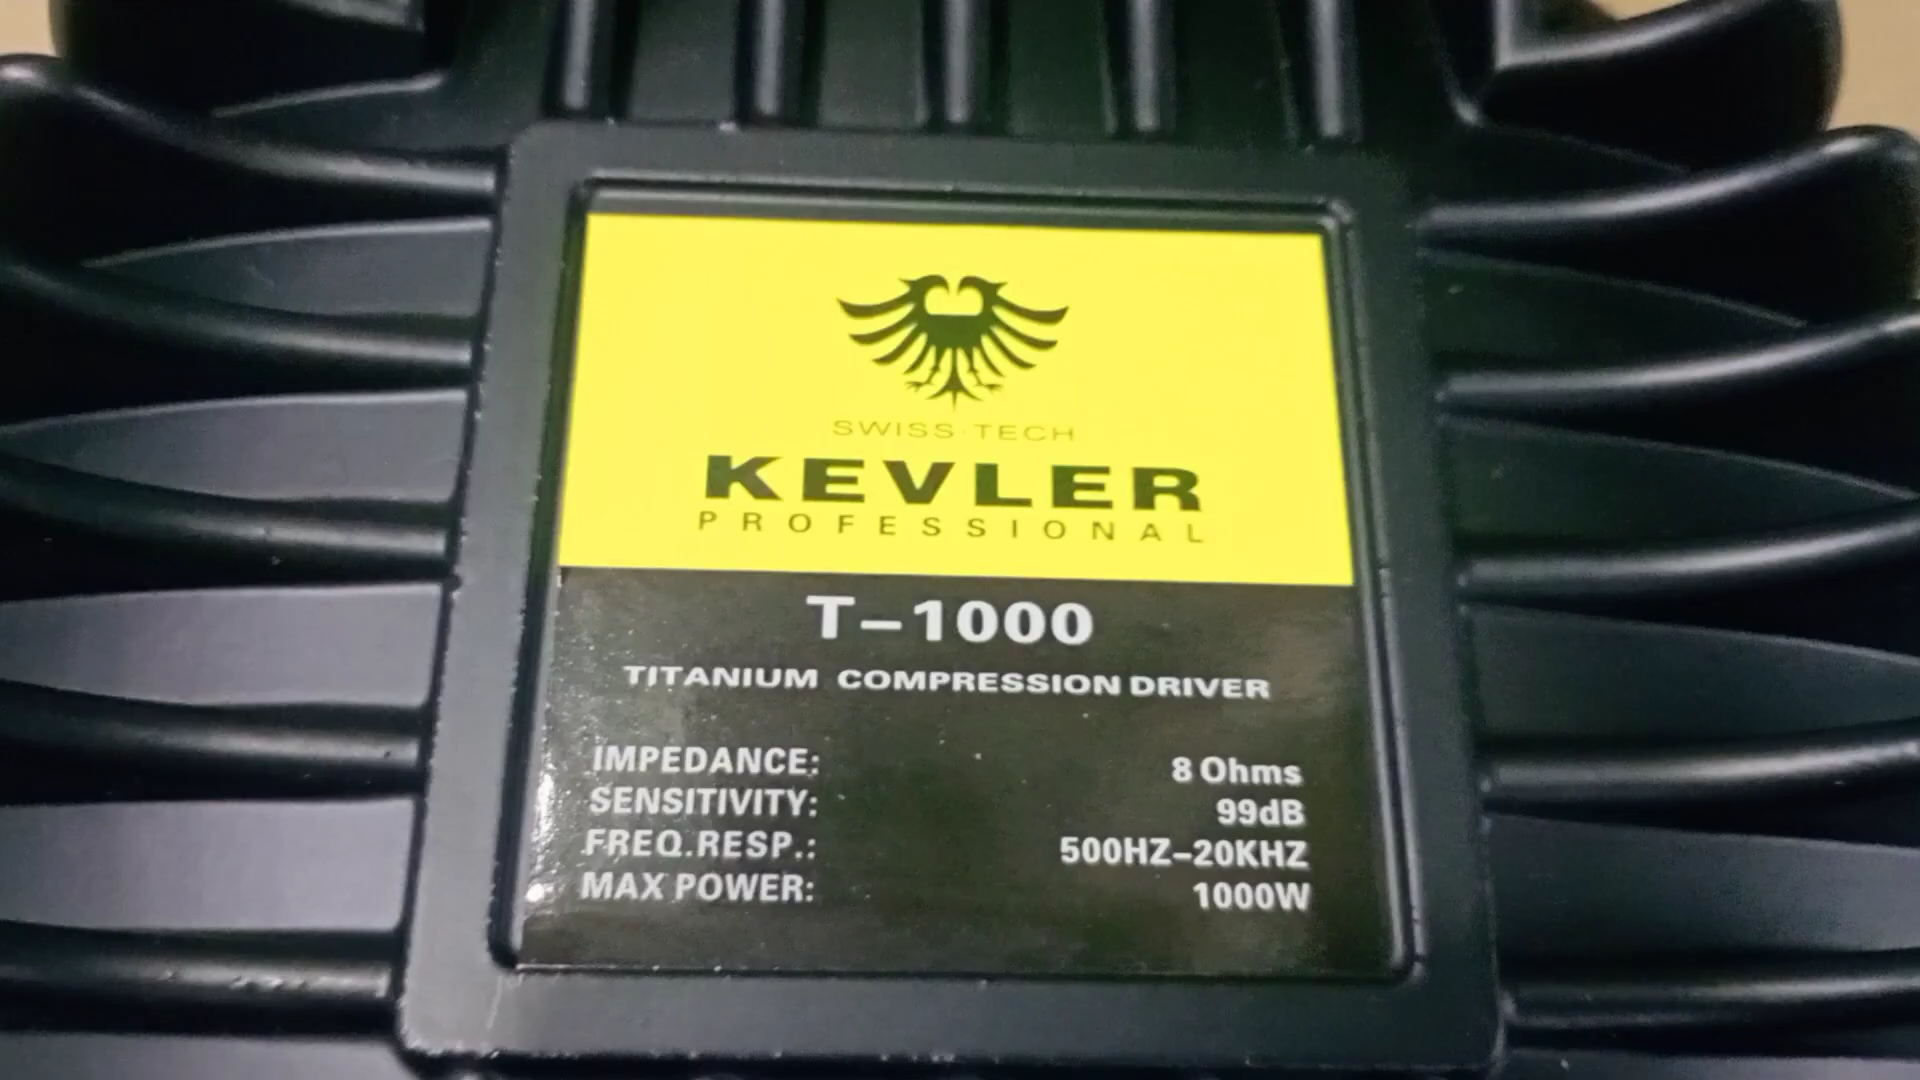 SWISS·TECH
KEVLER
PROFESSIONAL
T-1000
TITANIUM COMPRESSION DRIVER
IMPEDANCE: 8 Ohms
SENSITIVITY: 99dB
FREQ.RESP.: 500HZ-20KHZ
MAX POWER: 1000W